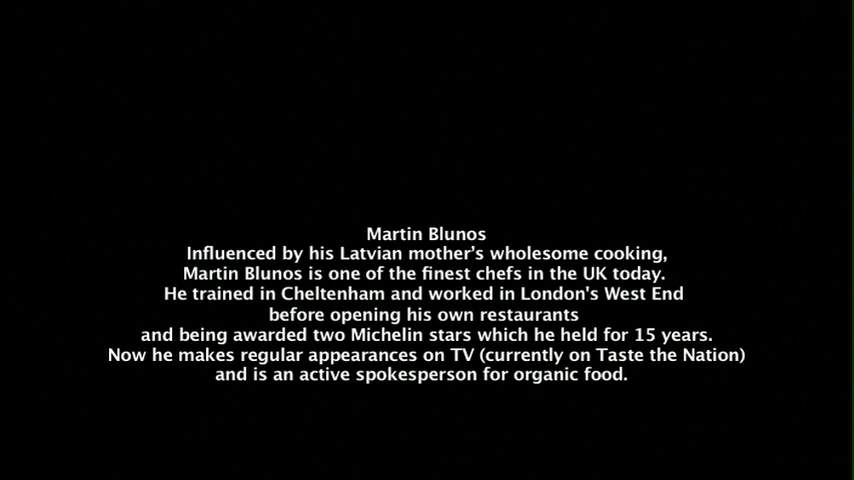 Martin Blunos
Influenced by his Latvian mother’s wholesome cooking,
Martin Blunos is one of the finest chefs in the UK today.
He trained in Cheltenham and worked in London's West End
before opening his own restaurants
and being awarded two Michelin stars which he held for 15 years.
Now he makes regular appearances on TV (currently on Taste the Nation)
and is an active spokesperson for organic food.